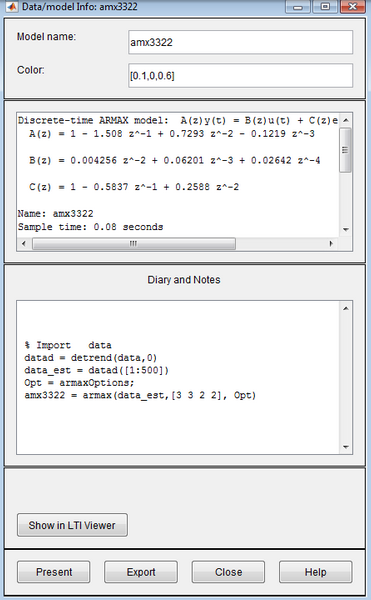 Data/model Info: amx3322
Model name:
amx3322
Color:
[0.1,0,0.6]
Discrete-time ARMAX model:  A(z)y(t) = B(z)u(t) + C(z)e
A(z) = 1 - 1.508 z^-1 + 0.7293 z^-2 - 0.1219 z^-3
B(z) = 0.004256 z^-2 + 0.06201 z^-3 + 0.02642 z^-4
C(z) = 1 - 0.5837 z^-1 + 0.2588 z^-2
Name: amx3322
Sample time: 0.08 seconds
Diary and Notes
% Import   data
datad = detrend(data,0)
data_est = datad([1:500])
Opt = armaxOptions;
amx3322 = armax(data_est,[3 3 2 2], Opt)
Show in LTI Viewer
Present Export Close Help